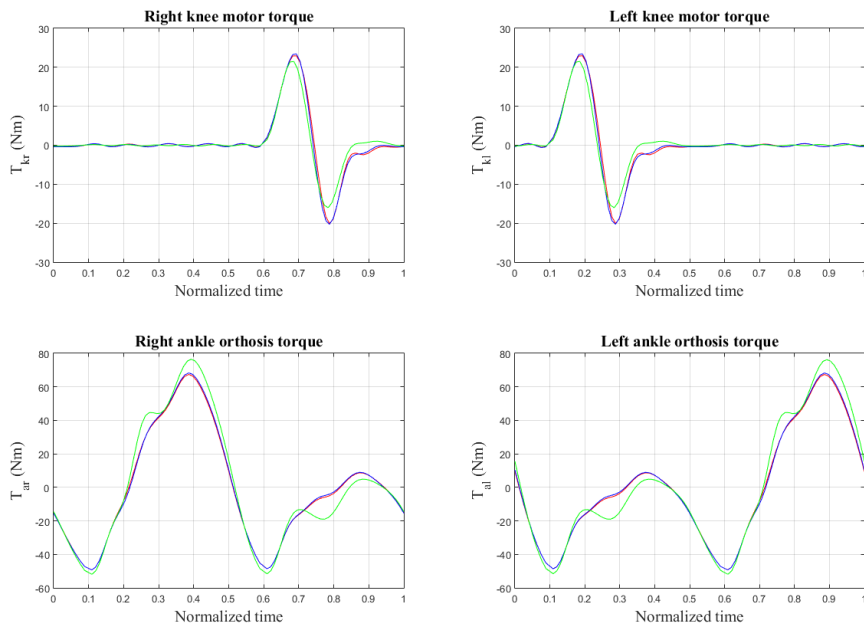 Right knee motor torque
T_kr (Nm)
30
20
10
0
-10
-20
-30
0 0.1 0.2 0.3 0.4 0.5 0.6 0.7 0.8 0.9 1
Normalized time
Left knee motor torque
T_kl (Nm)
30
20
10
0
-10
-20
-30
0 0.1 0.2 0.3 0.4 0.5 0.6 0.7 0.8 0.9 1
Normalized time
Right ankle orthosis torque
T_ar (Nm)
80
60
40
20
0
-20
-40
-60
0 0.1 0.2 0.3 0.4 0.5 0.6 0.7 0.8 0.9 1
Normalized time
Left ankle orthosis torque
T_al (Nm)
80
60
40
20
0
-20
-40
-60
0 0.1 0.2 0.3 0.4 0.5 0.6 0.7 0.8 0.9 1
Normalized time